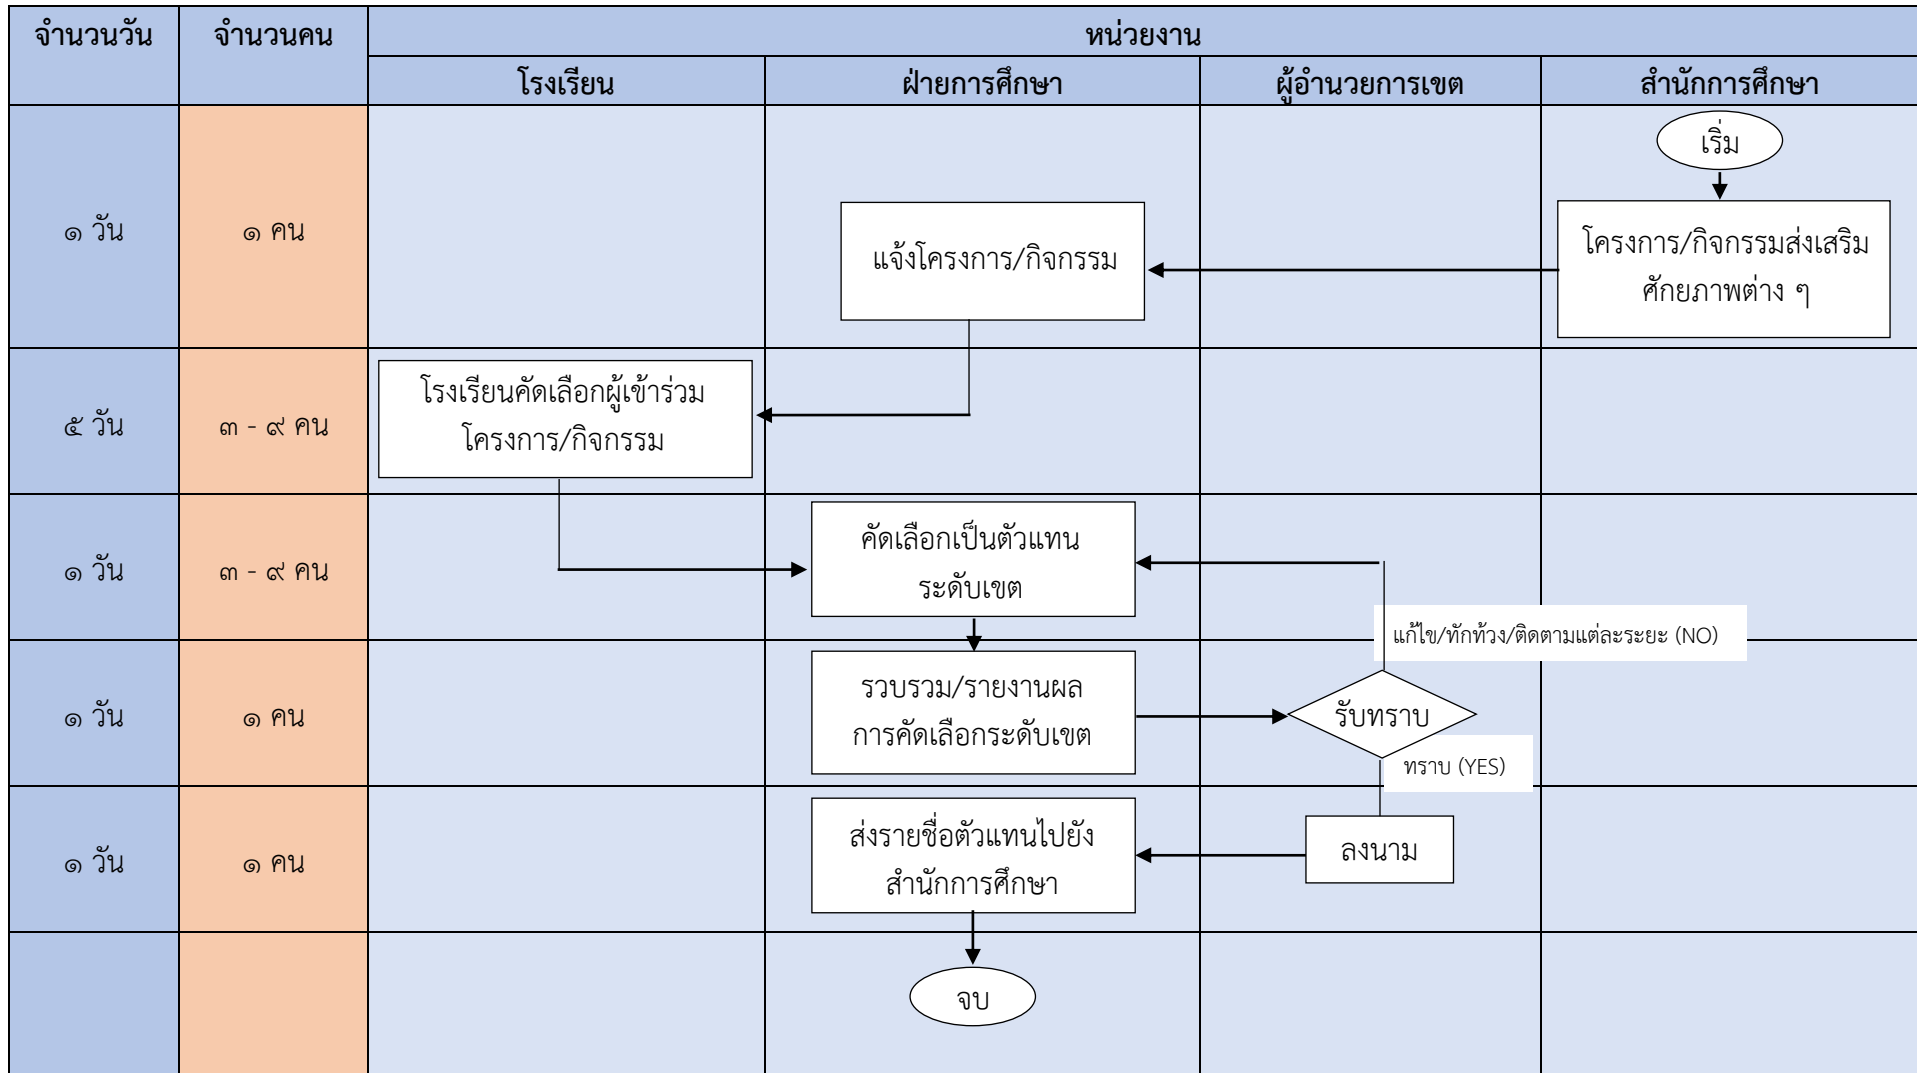 จำนวนวัน
จำนวนคน
หน่วยงาน
โรงเรียน
ฝ่ายการศึกษา
ผู้อำนวยการเขต
สำนักการศึกษา
เริ่ม
๑ วัน
๑ คน
แจ้งโครงการ/กิจกรรม
โครงการ/กิจกรรมส่งเสริม
ศักยภาพต่าง ๆ
๕ วัน
๓ - ๙ คน
โรงเรียนคัดเลือกผู้เข้าร่วม
โครงการ/กิจกรรม
๑ วัน
๓ - ๙ คน
คัดเลือกเป็นตัวแทน
ระดับเขต
แก้ไข/ทักท้วง/ติดตามแต่ละระยะ (NO)
๑ วัน
๑ คน
รวบรวม/รายงานผล
การคัดเลือกระดับเขต
รับทราบ
ทราบ (YES)
๑ วัน
๑ คน
ส่งรายชื่อตัวแทนไปยัง
สำนักการศึกษา
ลงนาม
จบ